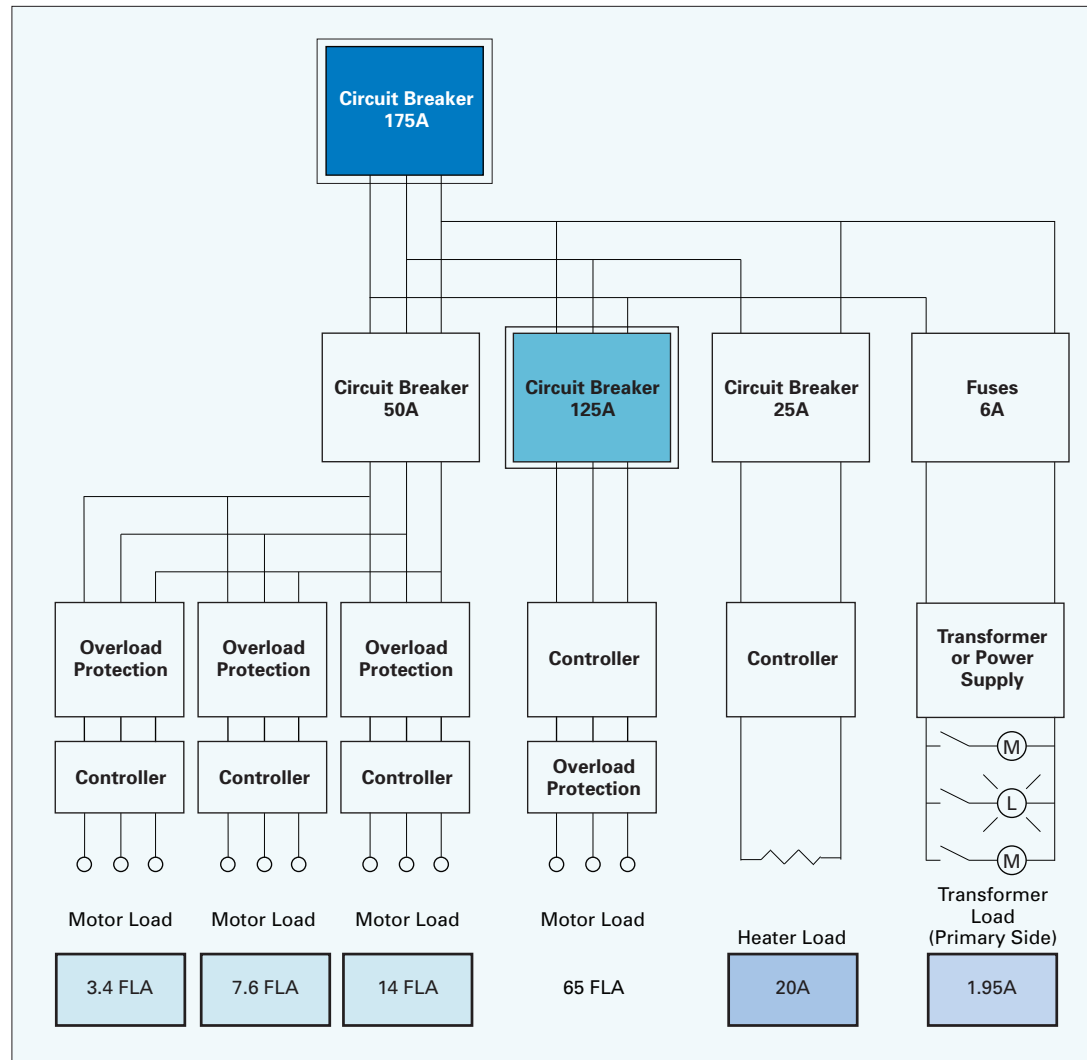 Circuit Breaker
175A
Circuit Breaker
50A
Circuit Breaker
125A
Circuit Breaker
25A
Fuses
6A
Overload
Protection
Overload
Protection
Overload
Protection
Controller
Controller
Transformer
or Power
Supply
Controller
Controller
Controller
Overload
Protection
M
L
M
Motor Load
Motor Load
Motor Load
Motor Load
Heater Load
Transformer
Load
(Primary Side)
3.4 FLA
7.6 FLA
14 FLA
65 FLA
20A
1.95A